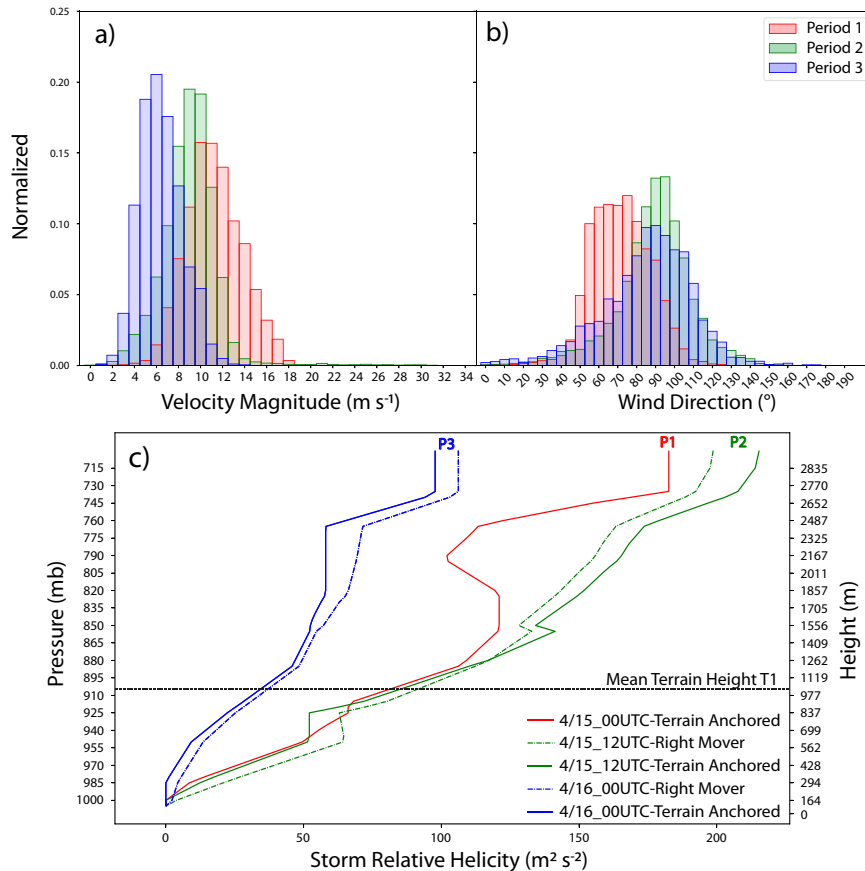 a)
0.25
0.20
0.15
0.10
0.05
0.00
Normalized
0 2 4 6 8 10 12 14 16 18 20 22 24 26 28 30 32 34
Velocity Magnitude (m s⁻¹)
b)
Period 1
Period 2
Period 3
0 10 20 30 40 50 60 70 80 90 100 110 120 130 140 150 160 170 180 190
Wind Direction (°)
c)
P3 P1 P2
715 2835
730 2770
745 2652
760 2487
775 2325
790 2167
805 2011
820 1857
835 1705
850 1556
865 1409
880 1262
895 1119
910 977
925 837
940 699
955 562
970 428
985 294
1000 164
0
Pressure (mb)
Height (m)
Mean Terrain Height T1
4/15_00UTC-Terrain Anchored
4/15_12UTC-Right Mover
4/15_12UTC-Terrain Anchored
4/16_00UTC-Right Mover
4/16_00UTC-Terrain Anchored
0 50 100 150 200
Storm Relative Helicity (m² s⁻²)